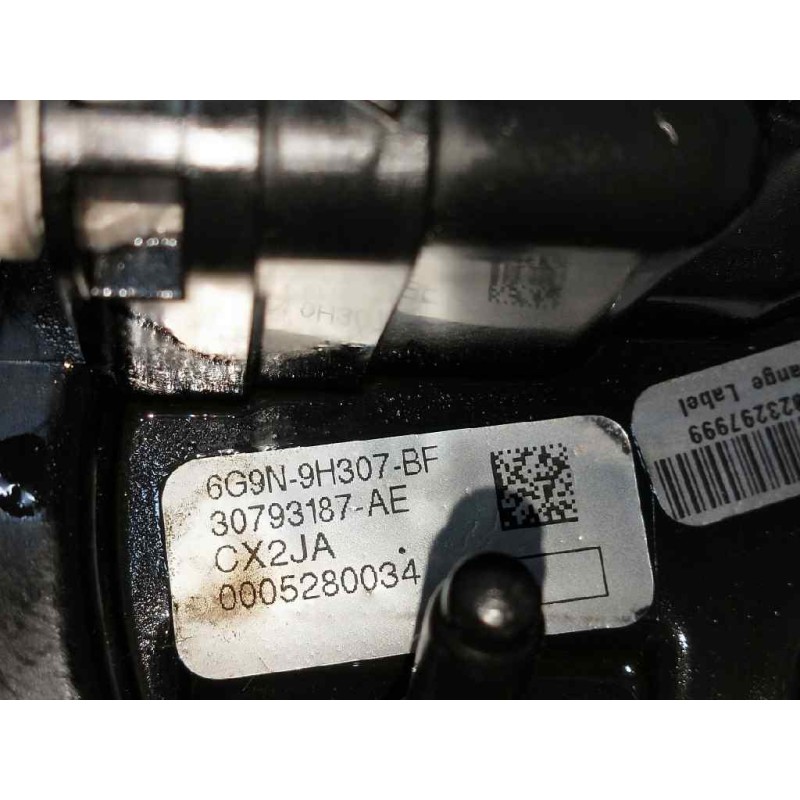 6G9N-9H307-BF
30793187-AE
CX2JA
0005280034
ange Label
823297999